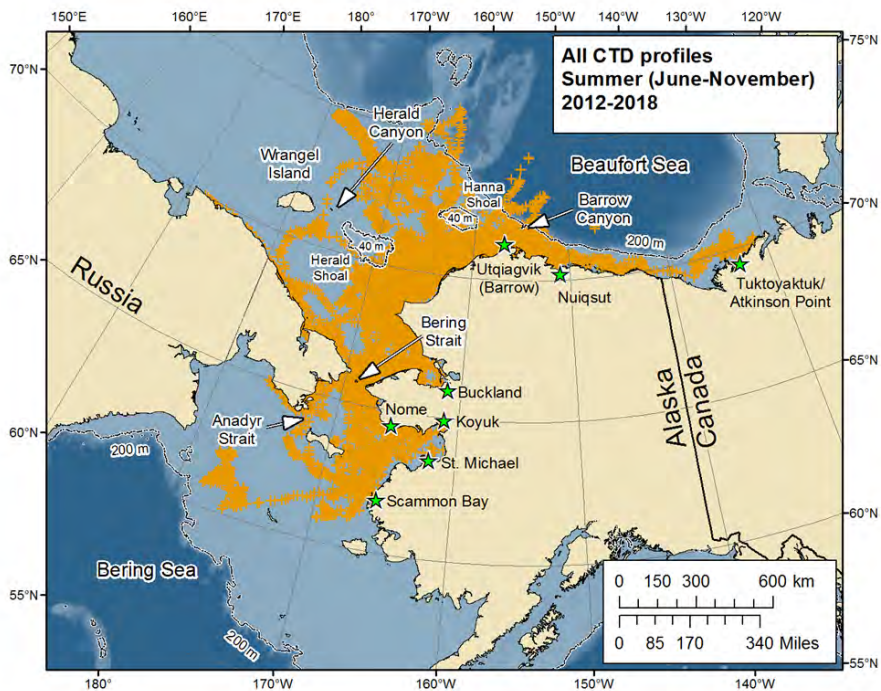 150°E
160°E
170°E
180°
170°W
160°W
150°W
140°W
130°W
120°W
75°N
70°N
65°N
60°N
55°N
70°N
65°N
60°N
55°N
180°
170°W
160°W
150°W
140°W
All CTD profiles
Summer (June-November)
2012-2018
Herald
Canyon
Wrangel
Island
Beaufort Sea
Hanna
Shoal
40 m
Barrow
Canyon
200 m
Herald
Shoal
40 m
Utqiagvik
(Barrow)
Nuiqsut
Tuktoyaktuk/
Atkinson Point
Russia
Bering
Strait
Buckland
Alaska
Canada
Anadyr
Strait
Nome
Koyuk
St. Michael
Scammon Bay
200 m
Bering Sea
200 m
0 150 300 600 km
0 85 170 340 Miles